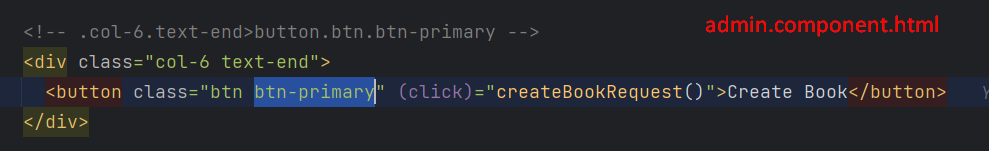 <!-- .col-6.text-end>button.btn.btn-primary -->
admin.component.html
<div class="col-6 text-end">
<button class="btn btn-primary" (click)="createBookRequest()">Create Book</button>
</div>